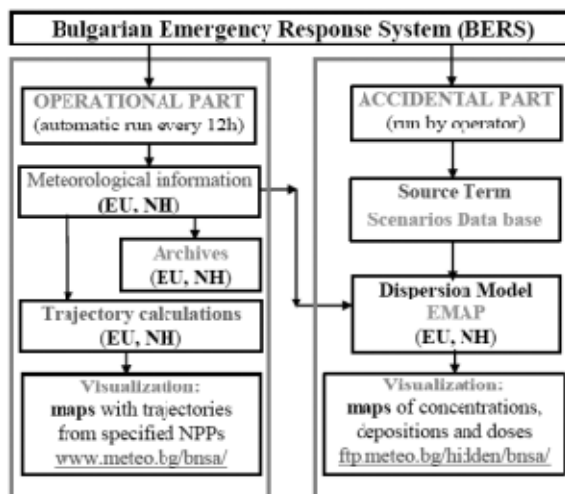 Bulgarian Emergency Response System (BERS)
OPERATIONAL PART
(automatic run every 12h)
Meteorological information
(EU, NH)
Archives
(EU, NH)
Trajectory calculations
(EU, NH)
Visualization:
maps with trajectories
from specified NPPs
www.meteo.bg/bnsa/
ACCIDENTAL PART
(run by operator)
Source Term
Scenarios Data base
Dispersion Model
EMAP
(EU, NH)
Visualization:
maps of concentrations,
depositions and doses
ftp.meteo.bg/hidden/bnsa/